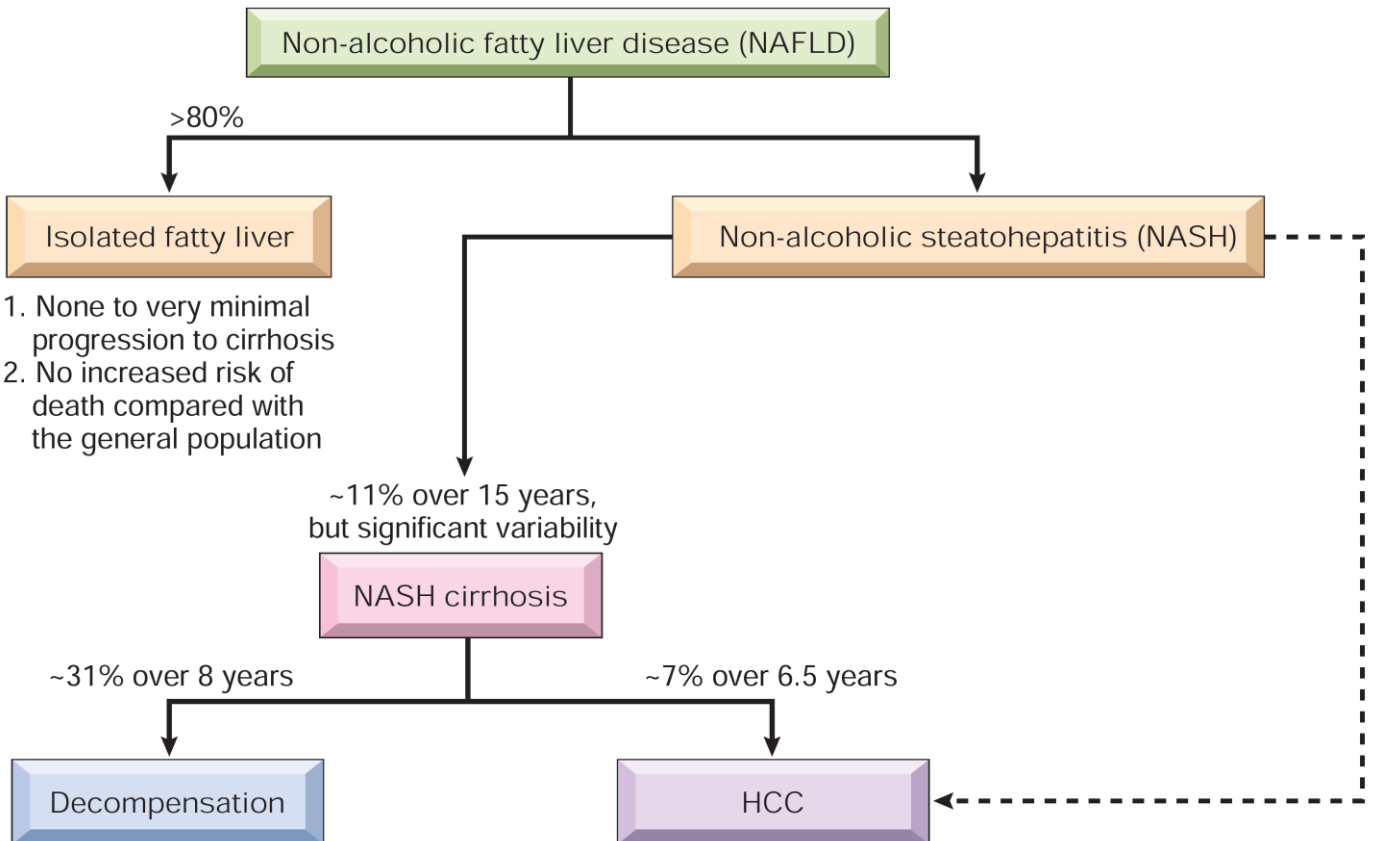 Non-alcoholic fatty liver disease (NAFLD)
>80%
Isolated fatty liver
Non-alcoholic steatohepatitis (NASH)
1. None to very minimal
progression to cirrhosis
2. No increased risk of
death compared with
the general population
~11% over 15 years,
but significant variability
NASH cirrhosis
~31% over 8 years
~7% over 6.5 years
Decompensation
HCC